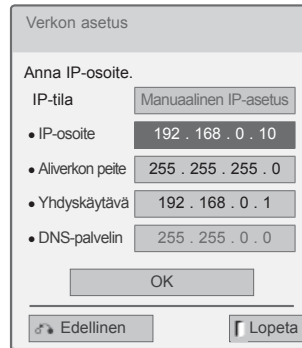 Verkon asetus
Anna IP-osoite.
IP-tila Manuaalinen IP-asetus
• IP-osoite 192 . 168 . 0 . 10
• Aliverkon peite 255 . 255 . 255 . 0
• Yhdyskäytävä 192 . 168 . 0 . 1
• DNS-palvelin 255 . 255 . 0 . 0
OK
Edellinen Lopeta